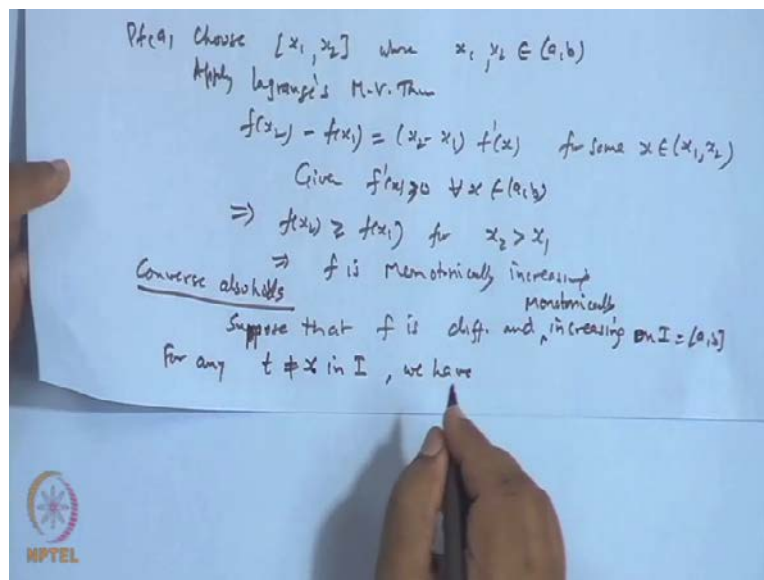 Pf(a) Choose [x₁, x₂] where x₁, x₂ ∈ (a,b)
Apply Lagrange's M.V. Thm
f(x₂) - f(x₁) = (x₂-x₁) f'(x) for some x ∈ (x₁,x₂)
Given f'(x) ≥ 0 ∀ x ∈ (a,b)
⇒ f(x₂) ≥ f(x₁) for x₂ > x₁
⇒ f is Monotonically increasing
Converse also holds
Monotonically
Suppose that f is diff. and, increasing on I = [a,b]
For any t ≠ x in I, we have
NPTEL